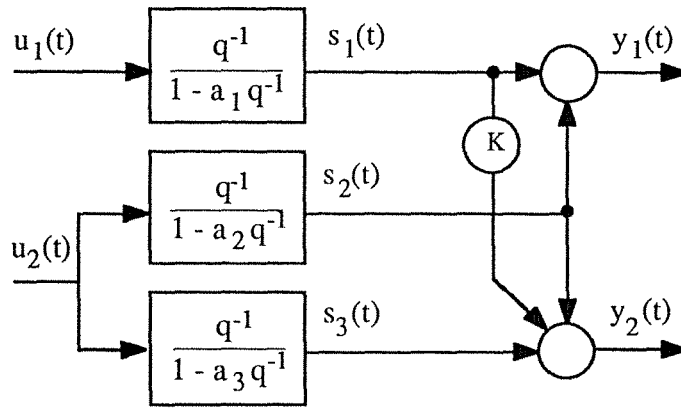 u₁(t)
q⁻¹
1 - a₁ q⁻¹
s₁(t)
y₁(t)
K
q⁻¹
1 - a₂ q⁻¹
s₂(t)
u₂(t)
q⁻¹
1 - a₃ q⁻¹
s₃(t)
y₂(t)